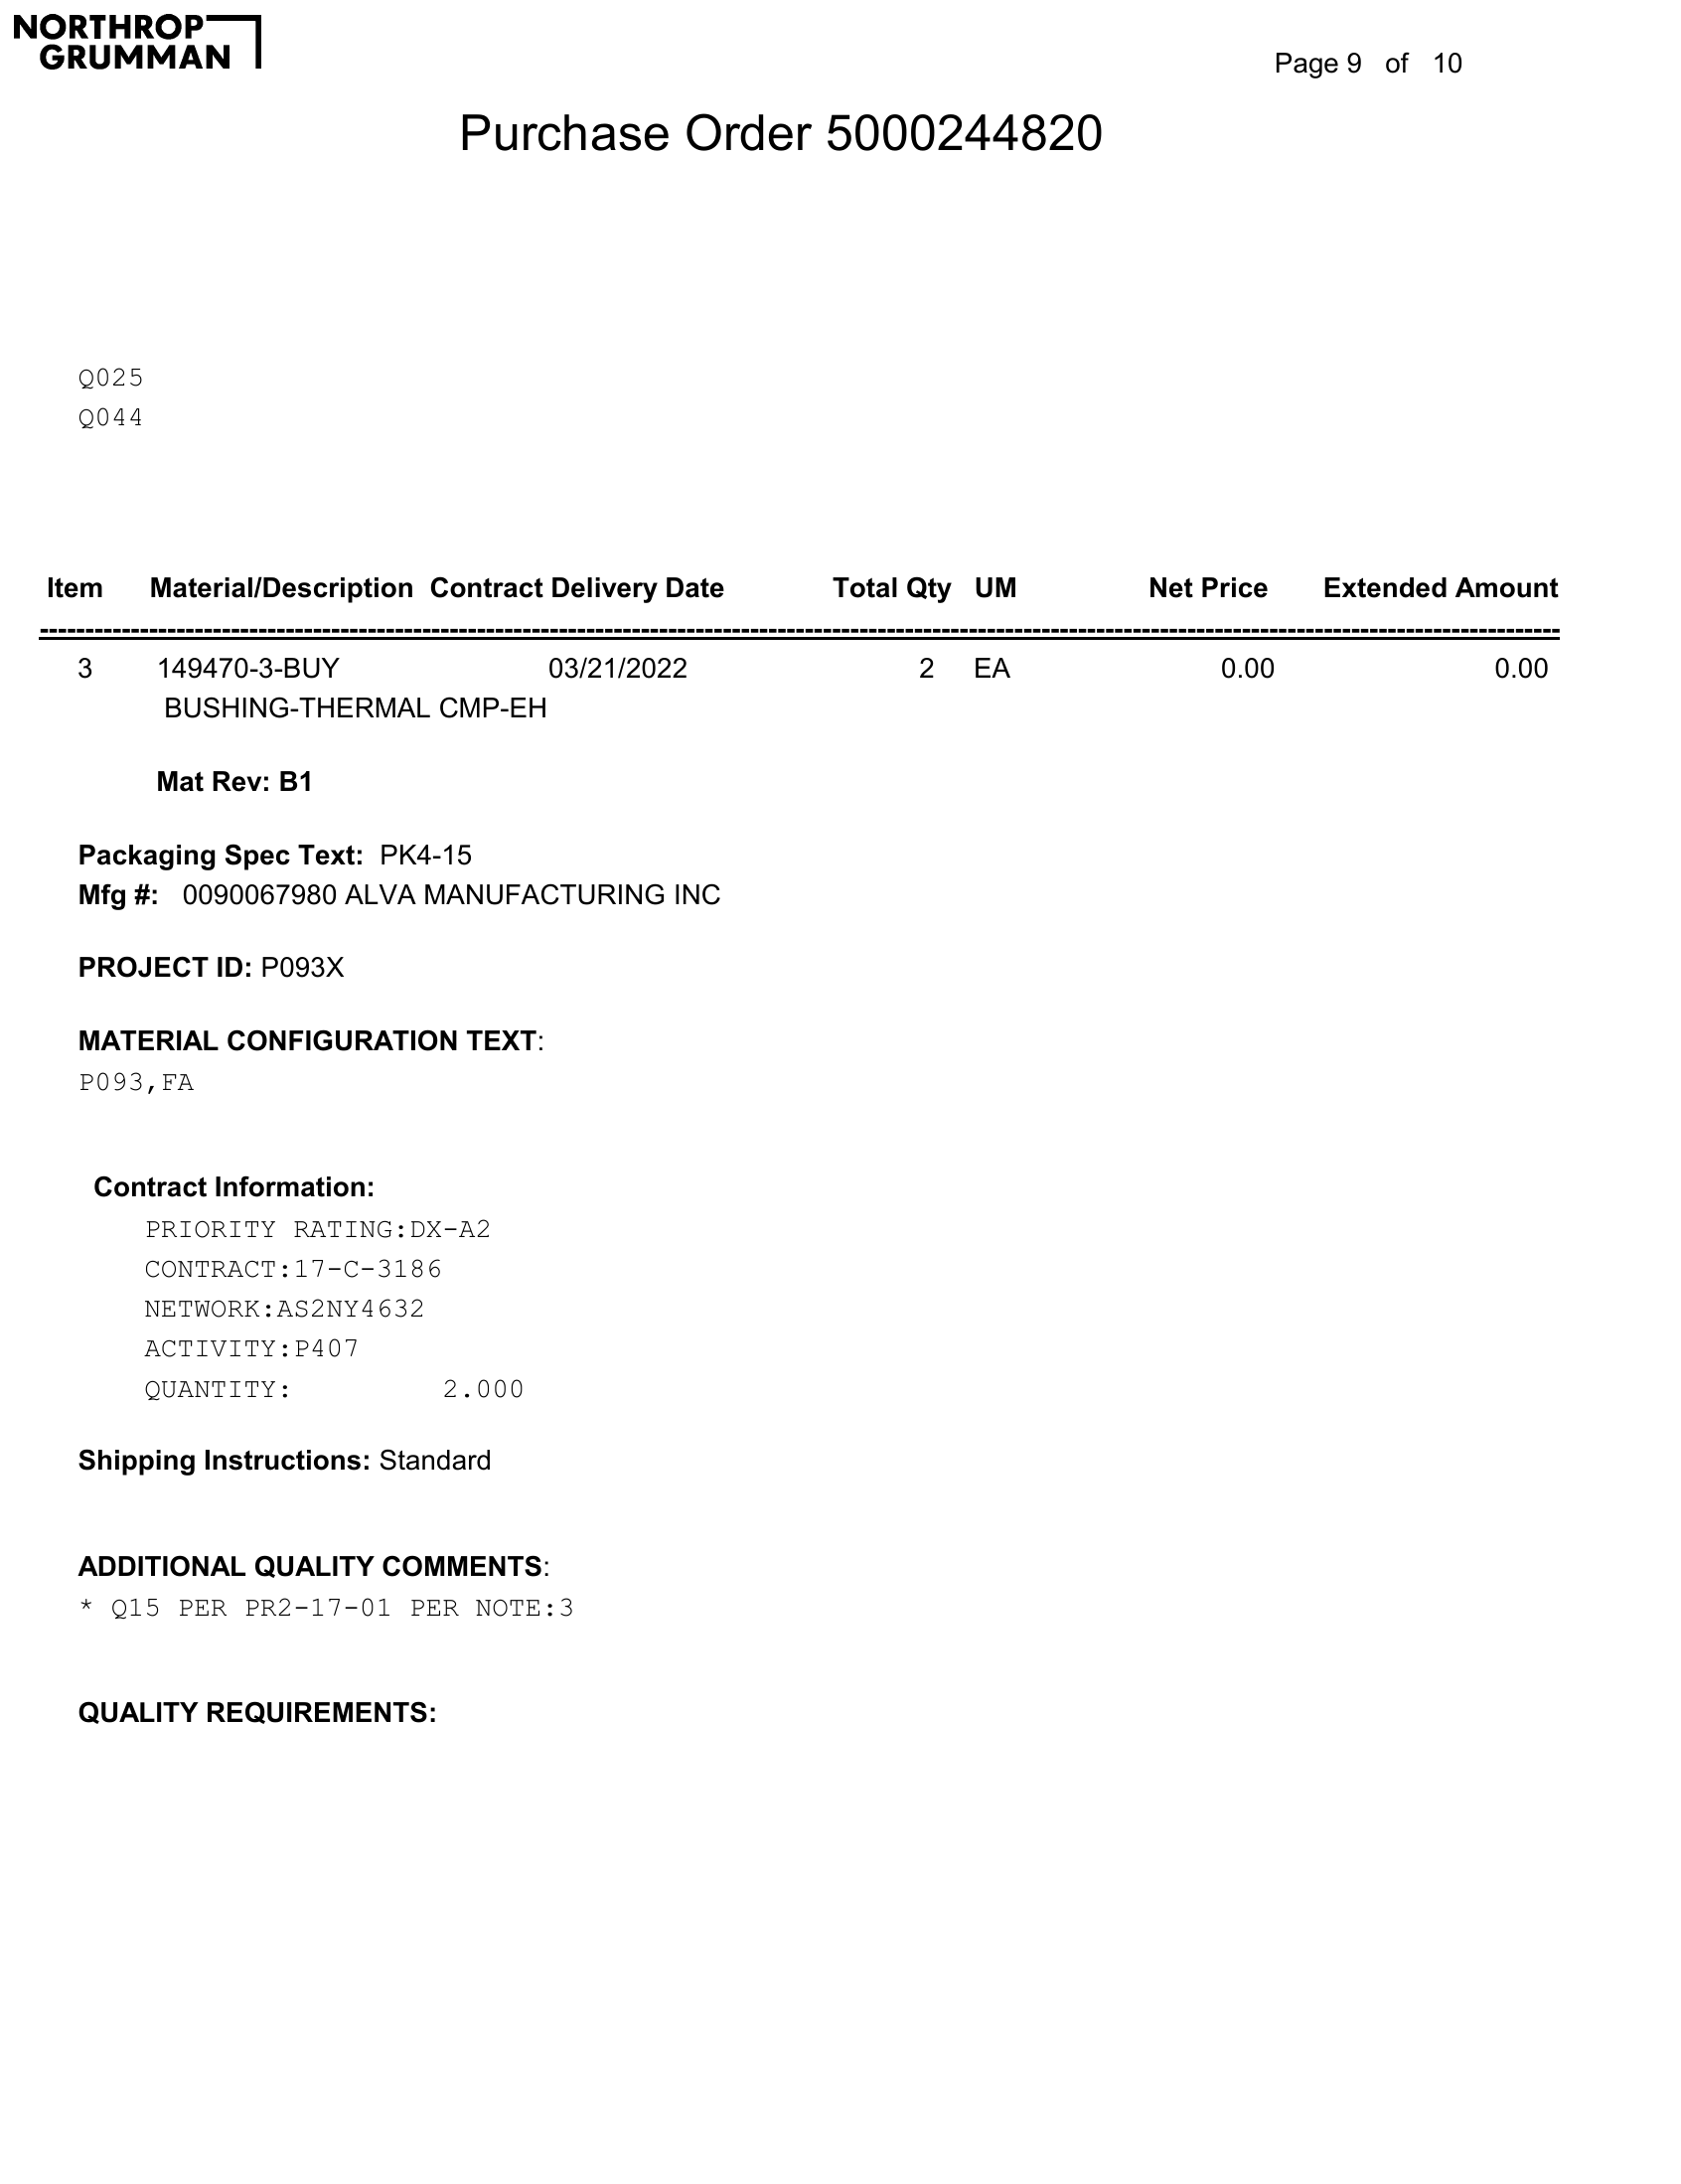 NORTHROP
GRUMMAN
Page 9 of 10
Purchase Order 5000244820
Q025
Q044
Item Material/Description Contract Delivery Date Total Qty UM Net Price Extended Amount
3 149470-3-BUY 03/21/2022 2 EA 0.00 0.00
BUSHING-THERMAL CMP-EH
Mat Rev: B1
Packaging Spec Text: PK4-15
Mfg #: 0090067980 ALVA MANUFACTURING INC
PROJECT ID: P093X
MATERIAL CONFIGURATION TEXT:
P093,FA
Contract Information:
PRIORITY RATING:DX-A2
CONTRACT:17-C-3186
NETWORK:AS2NY4632
ACTIVITY:P407
QUANTITY: 2.000
Shipping Instructions: Standard
ADDITIONAL QUALITY COMMENTS:
* Q15 PER PR2-17-01 PER NOTE:3
QUALITY REQUIREMENTS: